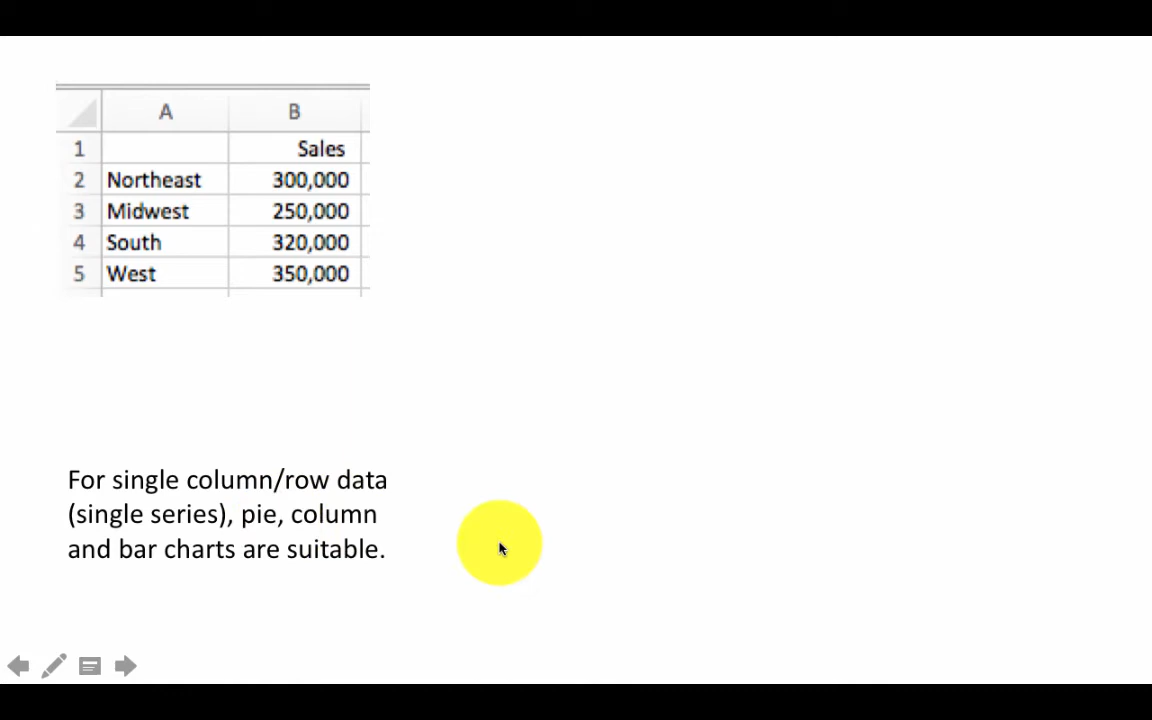 A B
1 Sales
2 Northeast 300,000
3 Midwest 250,000
4 South 320,000
5 West 350,000
For single column/row data
(single series), pie, column
and bar charts are suitable.